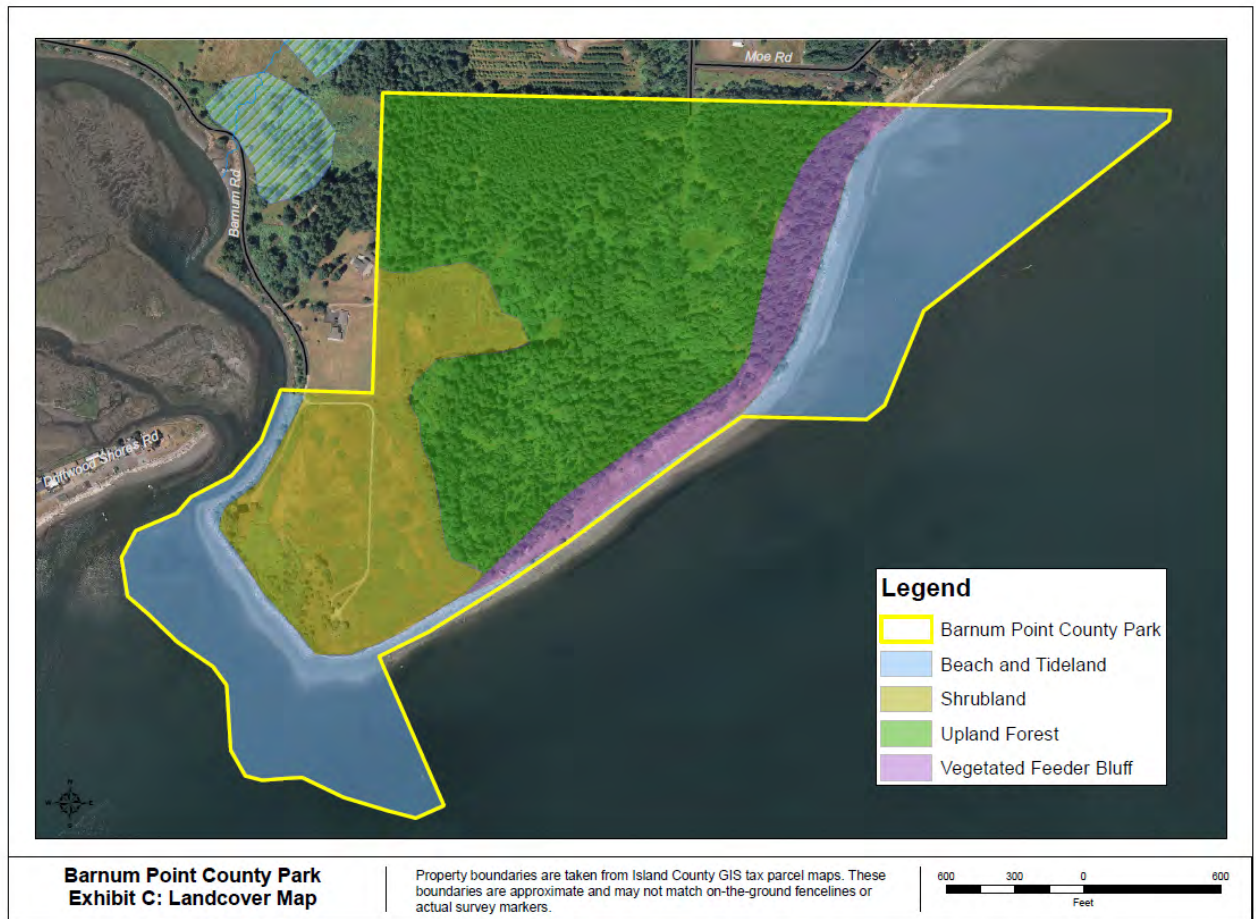 Moe Rd
Barnum Rd
Driftwood Shores Rd
Legend
Barnum Point County Park
Beach and Tideland
Shrubland
Upland Forest
Vegetated Feeder Bluff
N
W E
S
Barnum Point County Park
Exhibit C: Landcover Map
Property boundaries are taken from Island County GIS tax parcel maps. These
boundaries are approximate and may not match on-the-ground fencelines or
actual survey markers.
600 300 0 600
Feet